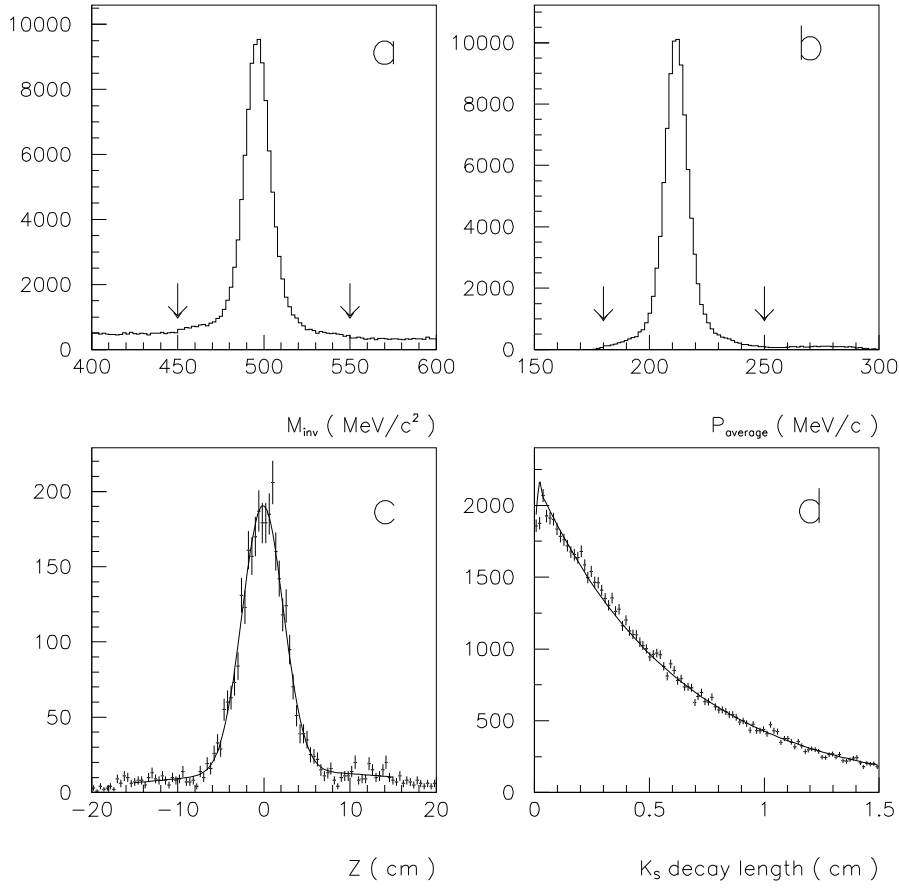 a
10000
8000
6000
4000
2000
0
400 450 500 550 600
M_inv ( MeV/c²)
b
10000
8000
6000
4000
2000
0
150 200 250 300
P_average ( MeV/c)
c
200
150
100
50
0
−20 −10 0 10 20
Z ( cm)
d
2000
1500
1000
500
0
0 0.5 1 1.5
K_S decay length ( cm)